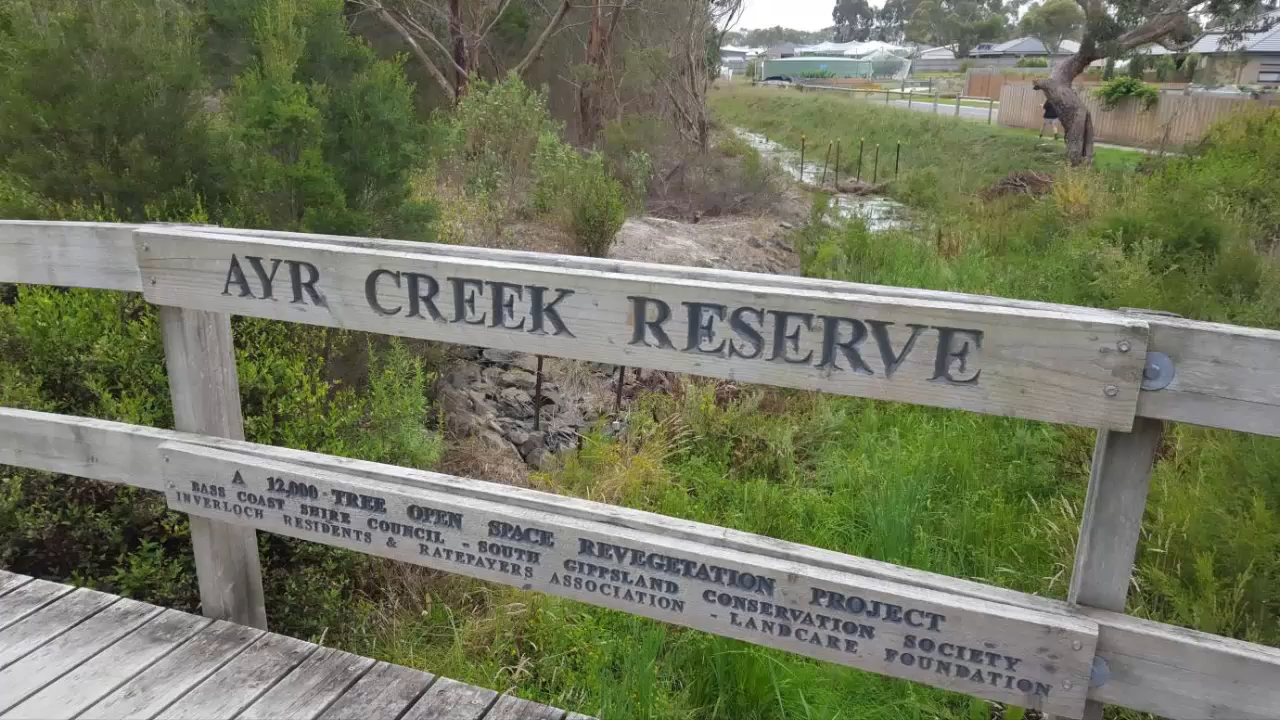 AYR CREEK RESERVE
A 12,000 TREE OPEN SPACE REVEGETATION PROJECT
BASS COAST SHIRE COUNCIL - SOUTH GIPPSLAND CONSERVATION SOCIETY
INVERLOCH RESIDENTS & RATEPAYERS ASSOCIATION - LANDCARE FOUNDATION